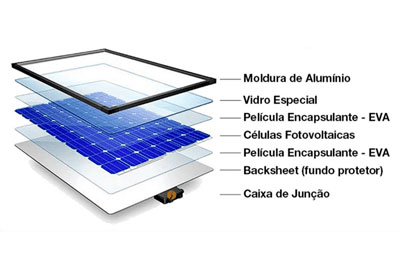 Moldura de Alumínio
Vidro Especial
Película Encapsulante - EVA
Células Fotovoltaicas
Película Encapsulante - EVA
Backsheet (fundo protetor)
Caixa de Junção